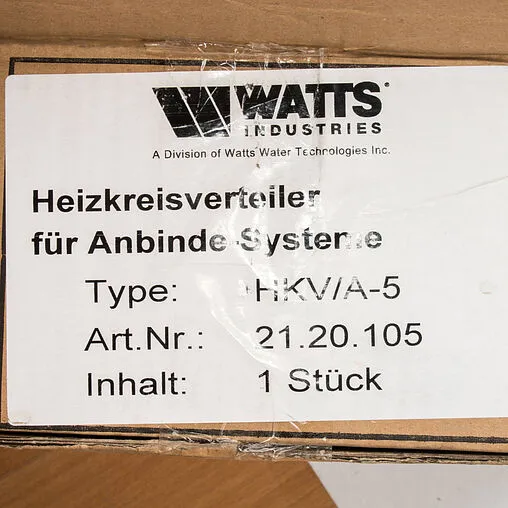 WATTS®
INDUSTRIES
A Division of Watts Water Technologies Inc.
Heizkreisverteiler
für Anbinde-Systeme
Type: HKV/A-5
Art.Nr.: 21.20.105
Inhalt: 1 Stück